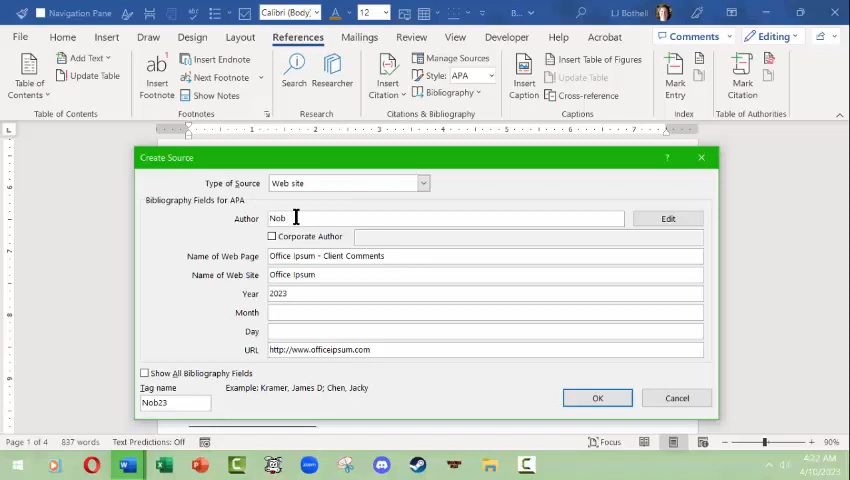 Calibri (Body)
12
B...
LJ Bothell
File
Home
Insert
Draw
Design
Layout
References
Mailings
Review
View
Developer
Help
Acrobat
Comments
Editing
Table of Contents
Add Text
Update Table
Table of Contents
Insert Footnote
ab
Insert Endnote
Next Footnote
Show Notes
Footnotes
Search
Researcher
Research
Insert Citation
Manage Sources
Style: APA
Bibliography
Citations & Bibliography
Insert Caption
Insert Table of Figures
Update Table
Cross-reference
Captions
Mark Entry
Index
Mark Citation
Table of Authorities
1 2 3 4 5 6
Create Source
?
Type of Source Web site
Bibliography Fields for APA
Author Nob Edit
Corporate Author
Name of Web Page Office Ipsum - Client Comments
Name of Web Site Office Ipsum
Year 2023
Month
Day
URL http://www.officeipsum.com
Show All Bibliography Fields
Tag name Example: Kramer, James D; Chen, Jacky
Nob23
OK
Cancel
Page 1 of 4 837 words Text Predictions: Off Focus 90%
4:22 AM
4/10/2023